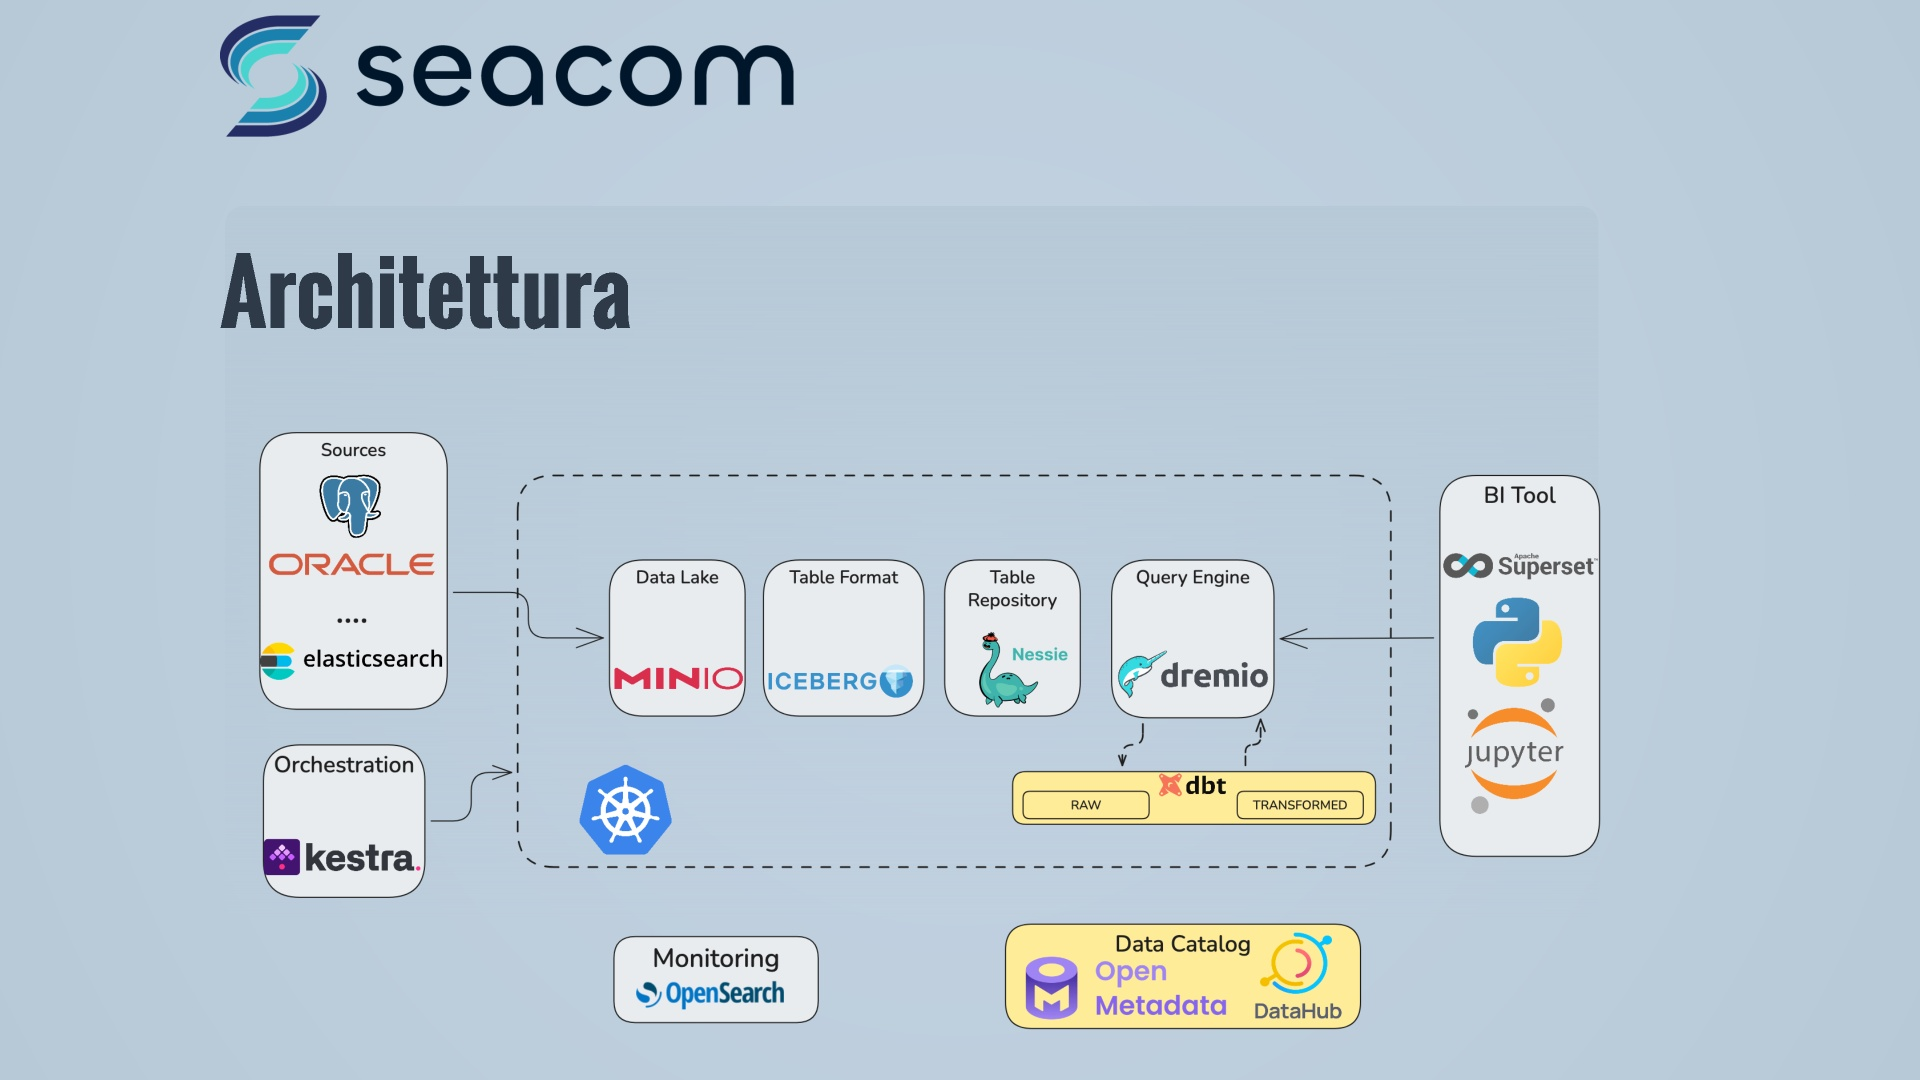 seacom
Architettura
Sources
ORACLE
....
elasticsearch
Orchestration
kestra.
Data Lake
MINIO
Table Format
ICEBERG
Table
Repository
Nessie
Query Engine
dremio
dbt
RAW
TRANSFORMED
BI Tool
Apache
Superset™
jupyter
Monitoring
OpenSearch
Data Catalog
Open
Metadata
DataHub